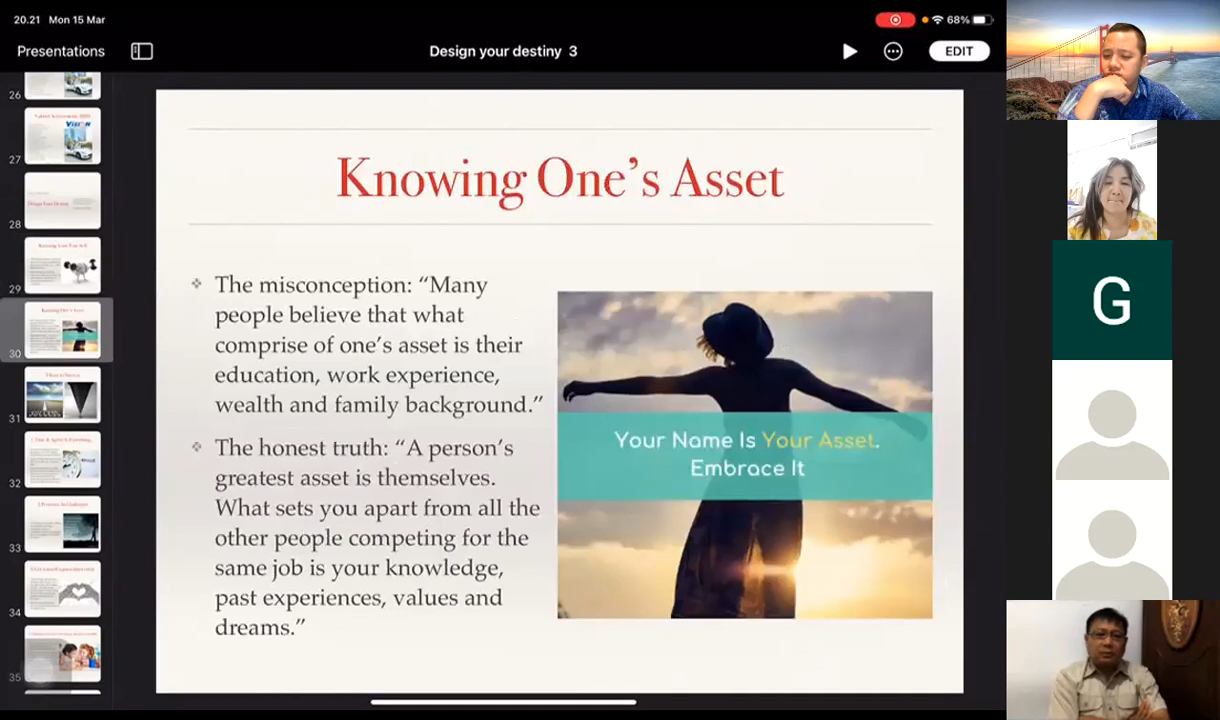 20.21 Mon 15 Mar
68%
Presentations
Design your destiny 3
EDIT
26
27
28
29
30
31
32
33
34
35
Knowing One’s Asset
The misconception: “Many
people believe that what
comprise of one’s asset is their
education, work experience,
wealth and family background.”
The honest truth: “A person’s
greatest asset is themselves.
What sets you apart from all the
other people competing for the
same job is your knowledge,
past experiences, values and
dreams.”
Your Name Is Your Asset.
Embrace It
G